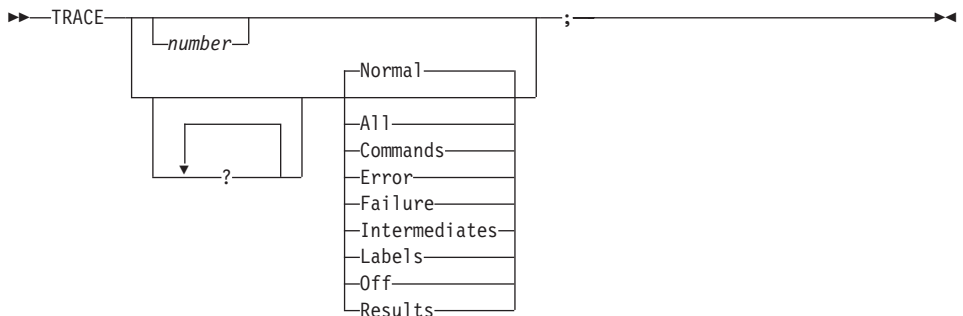 TRACE ;
number
Normal
All
Commands
?
Error
Failure
Intermediates
Labels
Off
Results